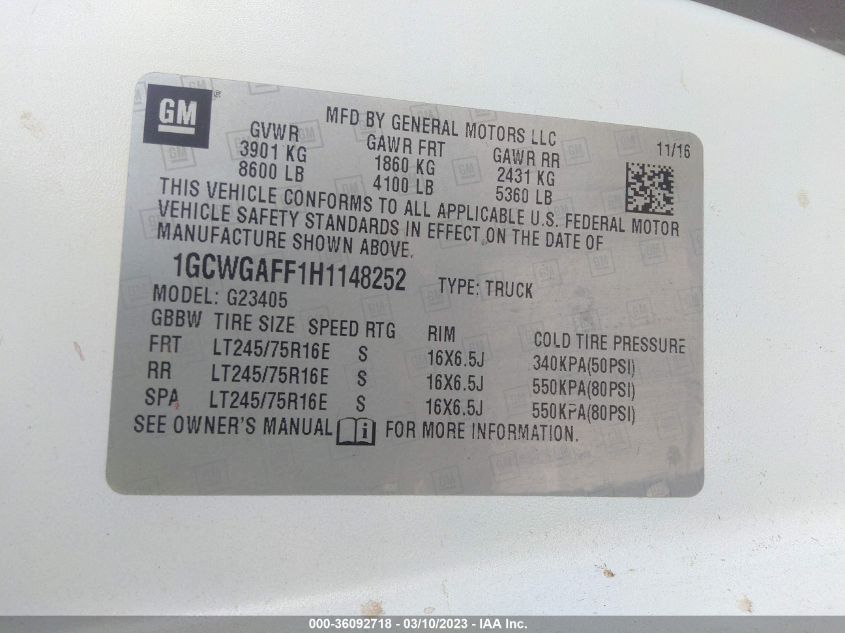 GM
MFD BY GENERAL MOTORS LLC
11/16
GVWR GAWR FRT GAWR RR
3901 KG 1860 KG 2431 KG
8600 LB 4100 LB 5360 LB
THIS VEHICLE CONFORMS TO ALL APPLICABLE U.S. FEDERAL MOTOR
VEHICLE SAFETY STANDARDS IN EFFECT ON THE DATE OF
MANUFACTURE SHOWN ABOVE.
1GCWGAFF1H1148252 TYPE: TRUCK
MODEL: G23405
GBBW TIRE SIZE SPEED RTG RIM COLD TIRE PRESSURE
FRT LT245/75R16E S 16X6.5J 340KPA(50PSI)
RR LT245/75R16E S 16X6.5J 550KPA(80PSI)
SPA LT245/75R16E S 16X6.5J 550KPA(80PSI)
SEE OWNER'S MANUAL i FOR MORE INFORMATION.
000-36092718 - 03/10/2023 - IAA Inc.